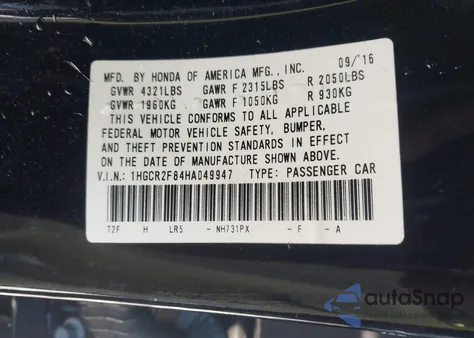 MFD. BY HONDA OF AMERICA MFG., INC. 09/'16
GVWR 4321LBS GAWR F 2315LBS R 2050LBS
GVWR 1960KG GAWR F 1050KG R 930KG
THIS VEHICLE CONFORMS TO ALL APPLICABLE
FEDERAL MOTOR VEHICLE SAFETY, BUMPER,
AND THEFT PREVENTION STANDARDS IN EFFECT
ON THE DATE OF MANUFACTURE SHOWN ABOVE.
V.I.N.: 1HGCR2F84HA049947 TYPE: PASSENGER CAR
T2F H LR5 - NH731PX - F - A
autoSnap